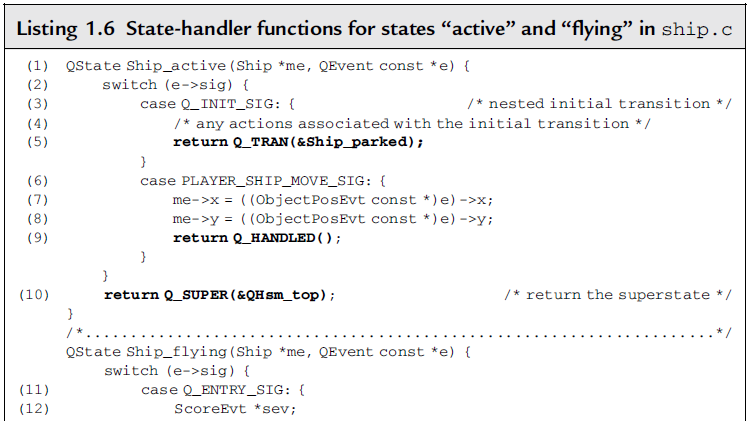 Listing 1.6 State-handler functions for states “active” and “flying” in ship.c
(1) QState Ship_active(Ship *me, QEvent const *e) {
(2) switch (e->sig) {
(3) case Q_INIT_SIG: { /* nested initial transition */
(4) /* any actions associated with the initial transition */
(5) return Q_TRAN(&Ship_parked);
}
(6) case PLAYER_SHIP_MOVE_SIG: {
(7) me->x = ((ObjectPosEvt const *)e)->x;
(8) me->y = ((ObjectPosEvt const *)e)->y;
(9) return Q_HANDLED();
}
}
(10) return Q_SUPER(&QHsm_top); /* return the superstate */
}
/*......................................................................*/
QState Ship_flying(Ship *me, QEvent const *e) {
switch (e->sig) {
(11) case Q_ENTRY_SIG: {
(12) ScoreEvt *sev;